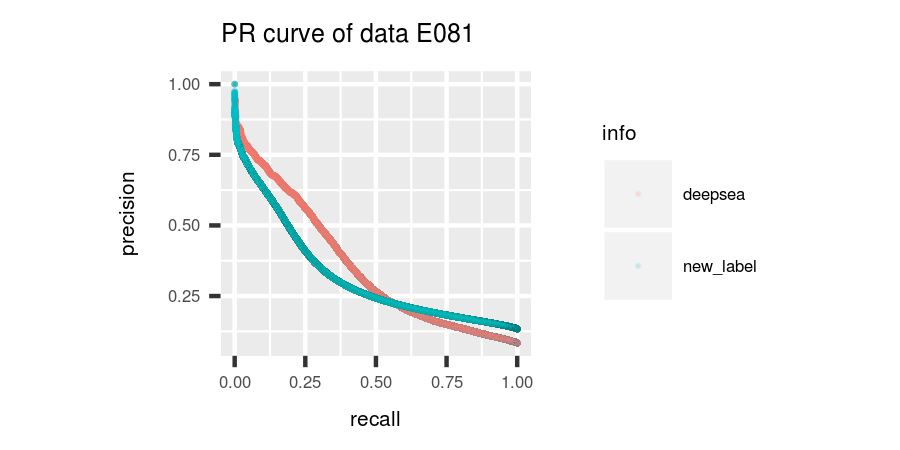 PR curve of data E081
1.00
0.75
0.50
0.25
precision
0.00 0.25 0.50 0.75 1.00
recall
info
deepsea
new_label